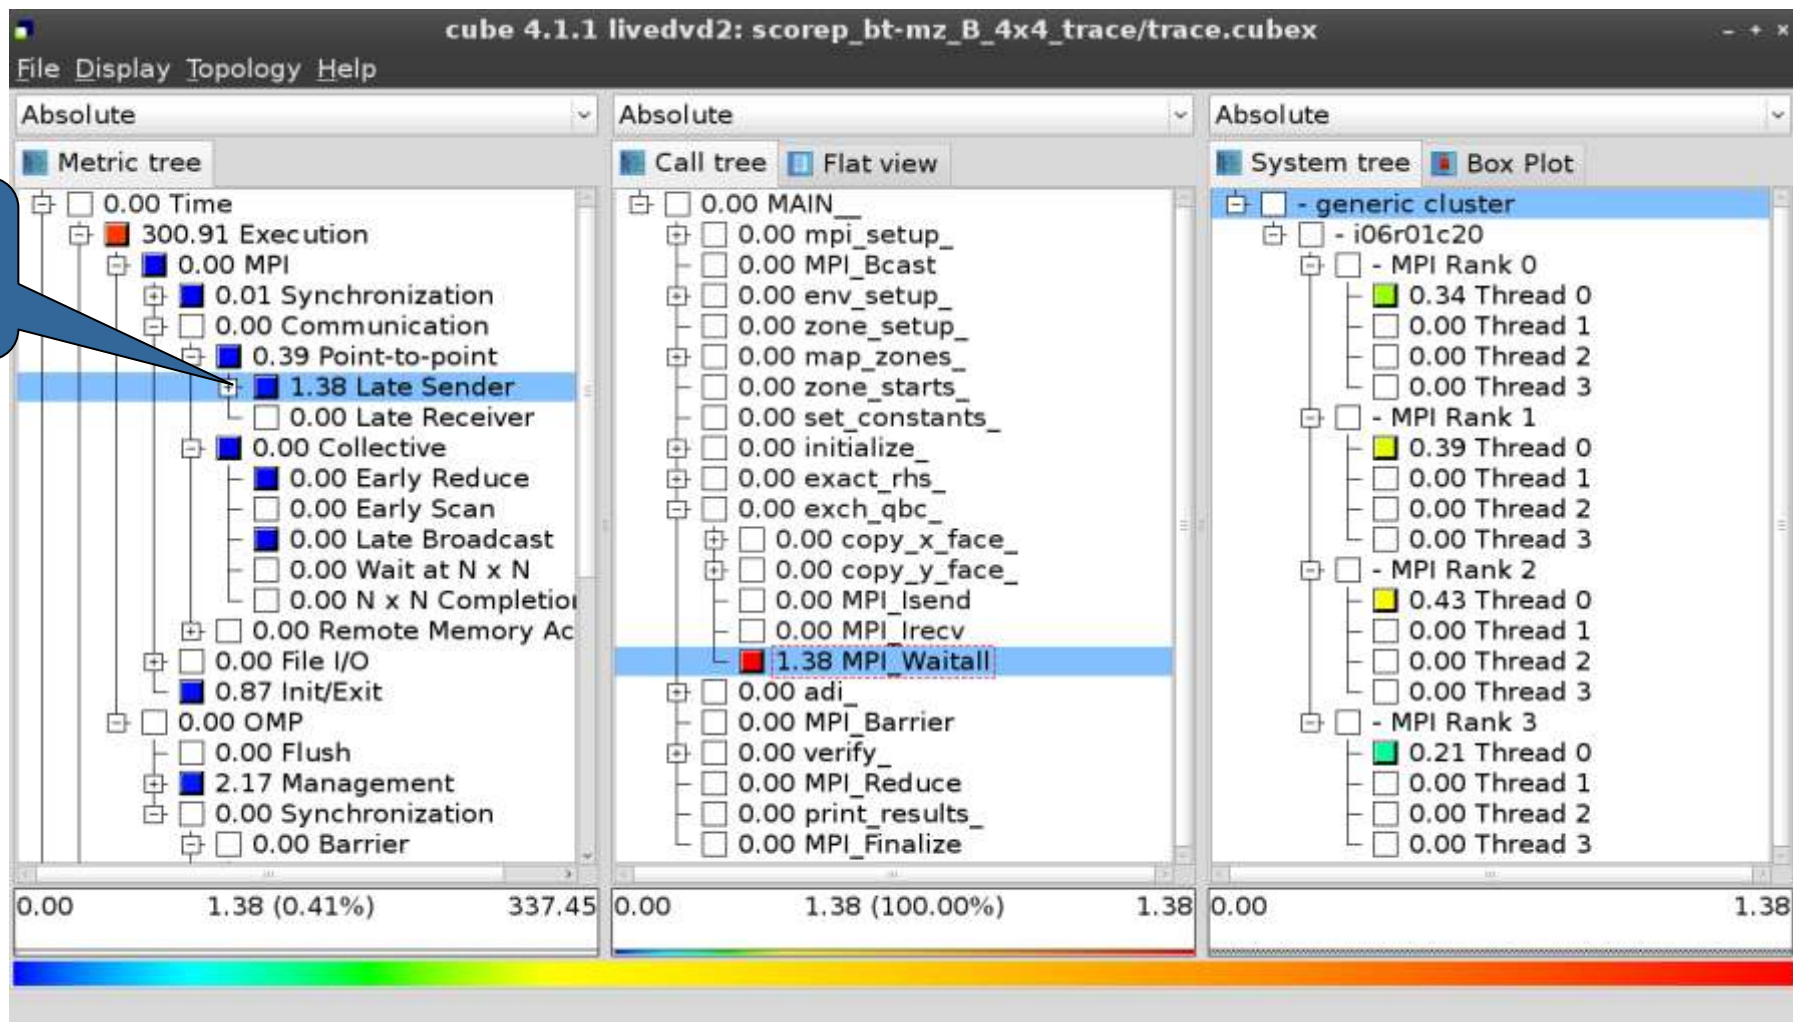 cube 4.1.1 livedvd2: scorep_bt-mz_B_4x4_trace/trace.cubex
File Display Topology Help
Absolute
Metric tree
0.00 Time
300.91 Execution
0.00 MPI
0.01 Synchronization
0.00 Communication
0.39 Point-to-point
1.38 Late Sender
0.00 Late Receiver
0.00 Collective
0.00 Early Reduce
0.00 Early Scan
0.00 Late Broadcast
0.00 Wait at N x N
0.00 N x N Completion
0.00 Remote Memory Ac
0.00 File I/O
0.87 Init/Exit
0.00 OMP
0.00 Flush
2.17 Management
0.00 Synchronization
0.00 Barrier
0.00 1.38 (0.41%) 337.45
Absolute
Call tree Flat view
0.00 MAIN__
0.00 mpi_setup_
0.00 MPI_Bcast
0.00 env_setup_
0.00 zone_setup_
0.00 map_zones_
0.00 zone_starts_
0.00 set_constants_
0.00 initialize_
0.00 exact_rhs_
0.00 exch_qbc_
0.00 copy_x_face_
0.00 copy_y_face_
0.00 MPI_Isend
0.00 MPI_Irecv
1.38 MPI_Waitall
0.00 adi_
0.00 MPI_Barrier
0.00 verify_
0.00 MPI_Reduce
0.00 print_results_
0.00 MPI_Finalize
0.00 1.38 (100.00%) 1.38
Absolute
System tree Box Plot
- generic cluster
- i06r01c20
- MPI Rank 0
0.34 Thread 0
0.00 Thread 1
0.00 Thread 2
0.00 Thread 3
- MPI Rank 1
0.39 Thread 0
0.00 Thread 1
0.00 Thread 2
0.00 Thread 3
- MPI Rank 2
0.43 Thread 0
0.00 Thread 1
0.00 Thread 2
0.00 Thread 3
- MPI Rank 3
0.21 Thread 0
0.00 Thread 1
0.00 Thread 2
0.00 Thread 3
0.00 1.38